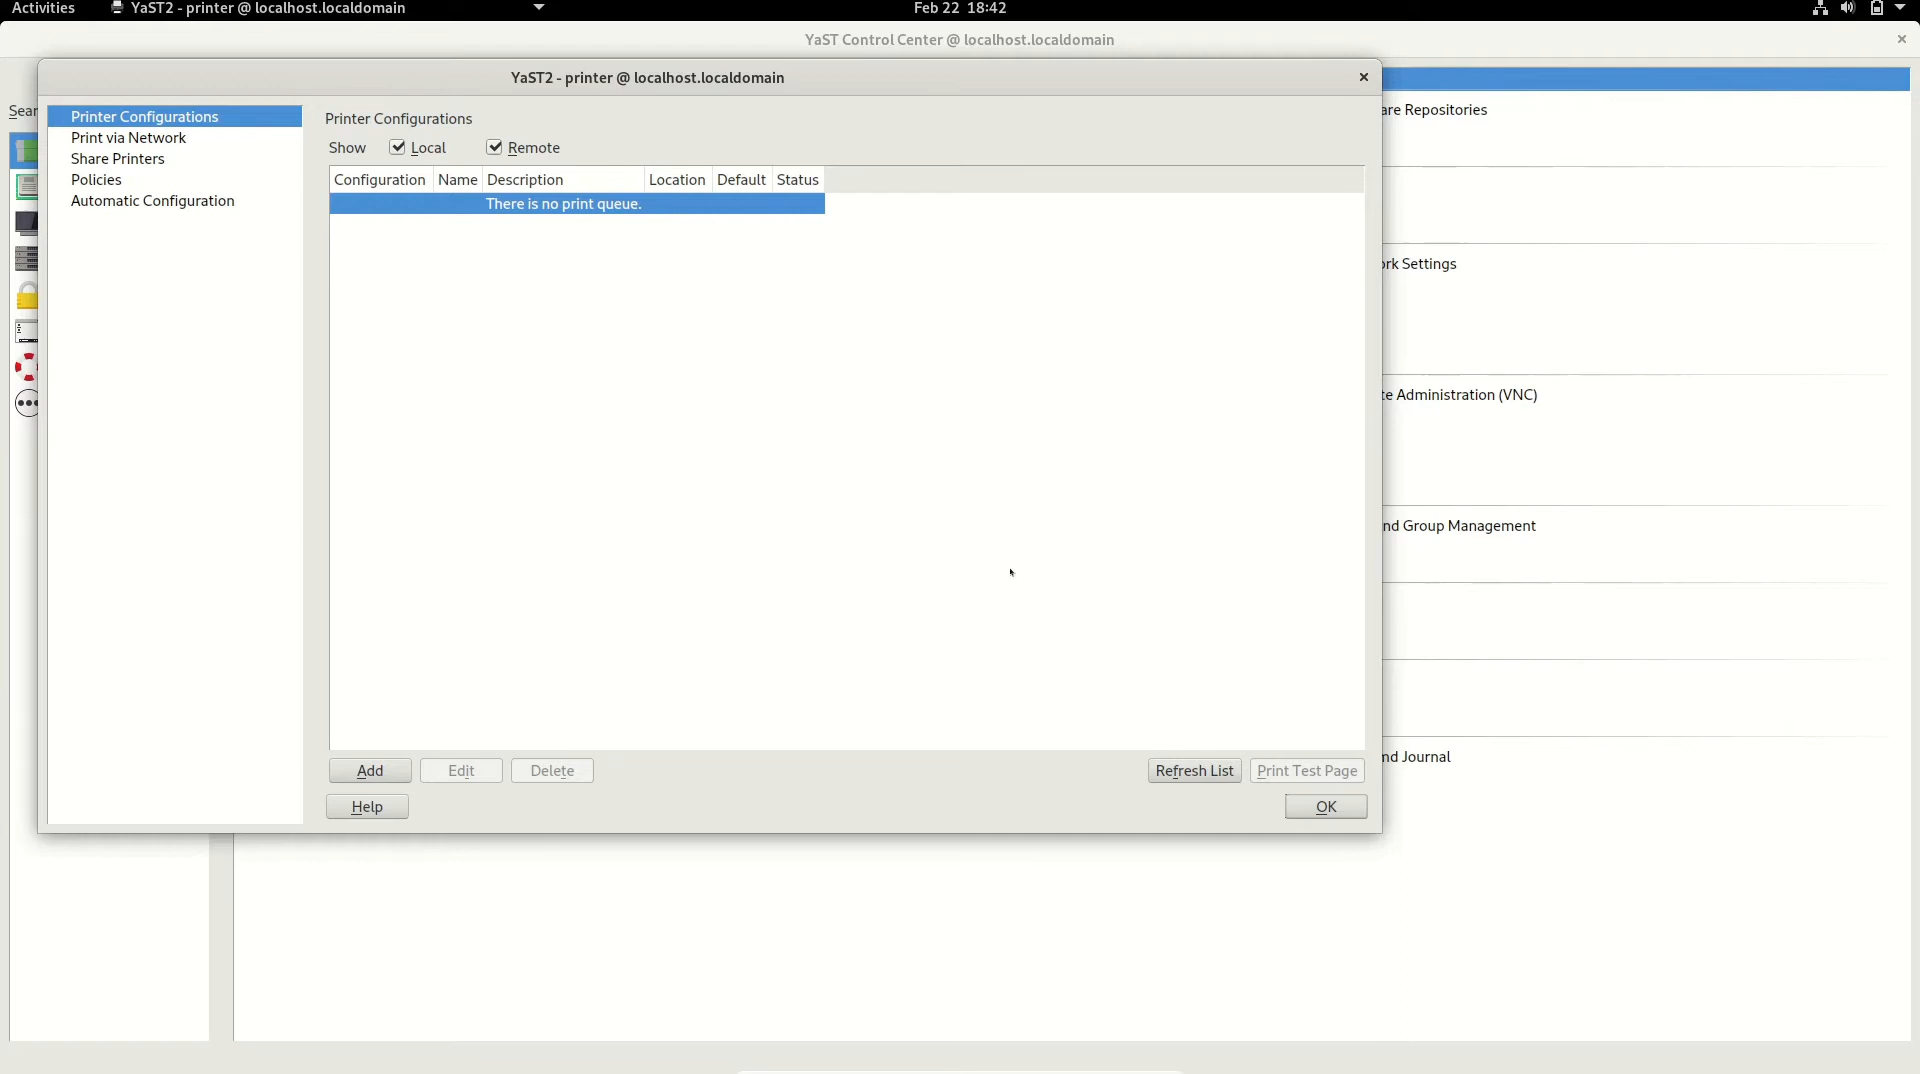 Activities YaST2 - printer @ localhost.localdomain Feb 22 18:42
YaST Control Center @ localhost.localdomain
YaST2 - printer @ localhost.localdomain
Printer Configurations
Print via Network
Share Printers
Policies
Automatic Configuration
Printer Configurations
Show Local Remote
Configuration Name Description Location Default Status
There is no print queue.
Add Edit Delete Refresh List Print Test Page
Help OK
Sear
are Repositories
ork Settings
te Administration (VNC)
nd Group Management
md Journal